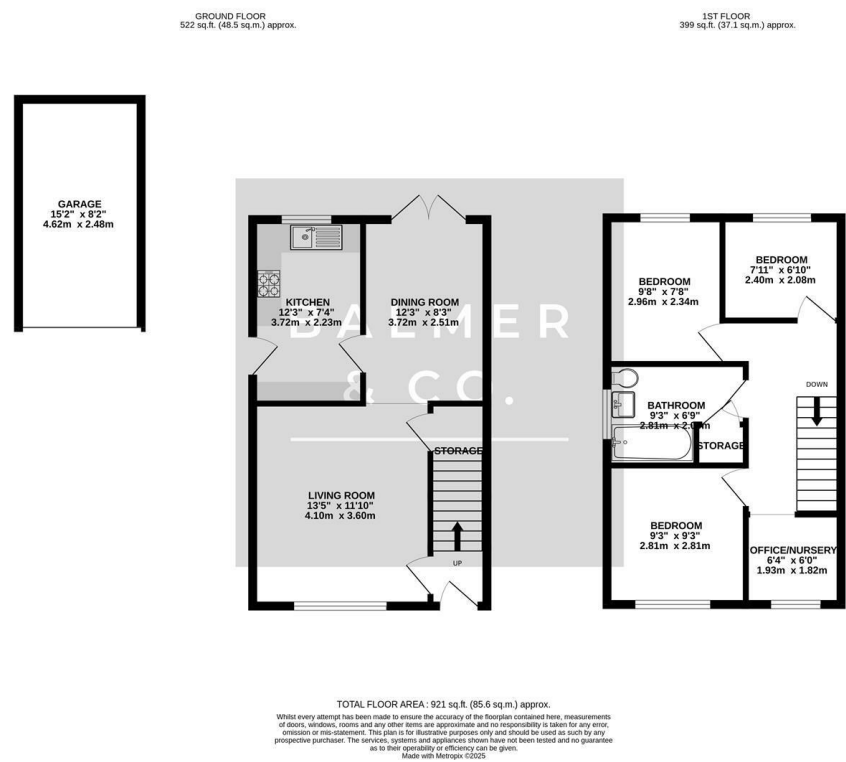 GROUND FLOOR
522 sq.ft. (48.5 sq.m.) approx.
1ST FLOOR
399 sq.ft. (37.1 sq.m.) approx.
GARAGE
15'2" x 8'2"
4.62m x 2.48m
KITCHEN
12'3" x 7'4"
3.72m x 2.23m
DINING ROOM
12'3" x 8'3"
3.72m x 2.51m
BALMER
& CO.
STORAGE
LIVING ROOM
13'5" x 11'10"
4.10m x 3.60m
UP
BEDROOM
9'8" x 7'8"
2.96m x 2.34m
BEDROOM
7'11" x 6'10"
2.40m x 2.08m
DOWN
BATHROOM
9'3" x 6'9"
2.81m x
STORAGE
BEDROOM
9'3" x 9'3"
2.81m x 2.81m
OFFICE/NURSERY
6'4" x 6'0"
1.93m x 1.82m
TOTAL FLOOR AREA : 921 sq.ft. (85.6 sq.m.) approx.
Whilst every attempt has been made to ensure the accuracy of the floorplan contained here, measurements
of doors, windows, rooms and any other items are approximate and no responsibility is taken for any error,
omission or mis-statement. This plan is for illustrative purposes only and should be used as such by any
prospective purchaser. The services, systems and appliances shown have not been tested and no guarantee
as to their operability or efficiency can be given.
Made with Metropix ©2025